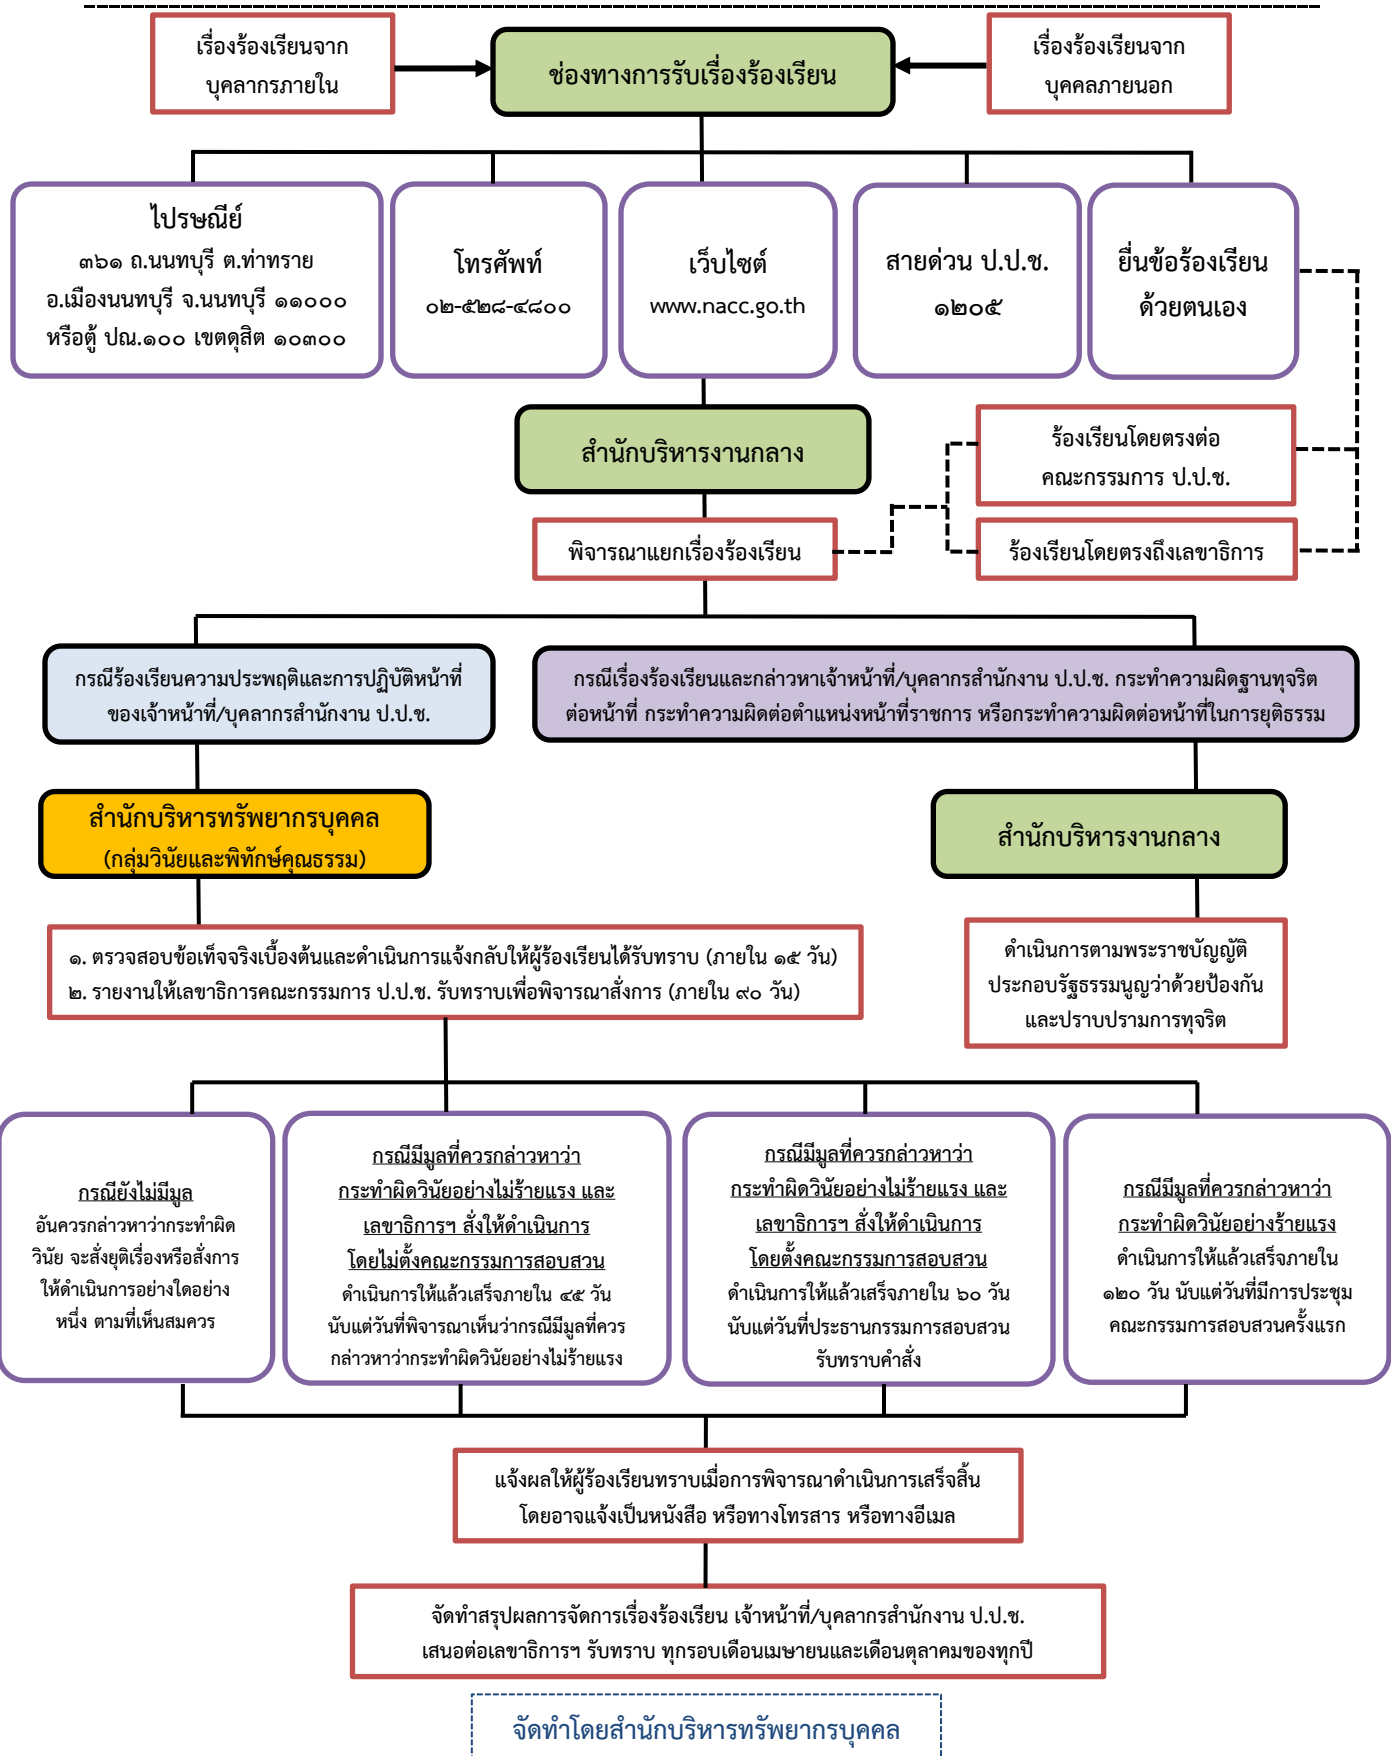 เรื่องร้องเรียนจาก
บุคลากรภายใน
ช่องทางการรับเรื่องร้องเรียน
เรื่องร้องเรียนจาก
บุคคลภายนอก
ไปรษณีย์
๓๖๑ ถ.นนทบุรี ต.ท่าทราย
อ.เมืองนนทบุรี จ.นนทบุรี ๑๑๐๐๐
หรือตู้ ปณ.๑๐๐ เขตดุสิต ๑๐๓๐๐
โทรศัพท์
๐๒-๕๒๘-๔๘๐๐
เว็บไซต์
www.nacc.go.th
สายด่วน ป.ป.ช.
๑๒๐๕
ยื่นข้อร้องเรียน
ด้วยตนเอง
สำนักบริหารงานกลาง
ร้องเรียนโดยตรงต่อ
คณะกรรมการ ป.ป.ช.
พิจารณาแยกเรื่องร้องเรียน
ร้องเรียนโดยตรงถึงเลขาธิการ
กรณีร้องเรียนความประพฤติและการปฏิบัติหน้าที่
ของเจ้าหน้าที่/บุคลากรสำนักงาน ป.ป.ช.
กรณีเรื่องร้องเรียนและกล่าวหาเจ้าหน้าที่/บุคลากรสำนักงาน ป.ป.ช. กระทำความผิดฐานทุจริต
ต่อหน้าที่ กระทำความผิดต่อตำแหน่งหน้าที่ราชการ หรือกระทำความผิดต่อหน้าที่ในการยุติธรรม
สำนักบริหารทรัพยากรบุคคล
(กลุ่มวินัยและพิทักษ์คุณธรรม)
สำนักบริหารงานกลาง
๑. ตรวจสอบข้อเท็จจริงเบื้องต้นและดำเนินการแจ้งกลับให้ผู้ร้องเรียนได้รับทราบ (ภายใน ๑๕ วัน)
๒. รายงานให้เลขาธิการคณะกรรมการ ป.ป.ช. รับทราบเพื่อพิจารณาสั่งการ (ภายใน ๙๐ วัน)
ดำเนินการตามพระราชบัญญัติ
ประกอบรัฐธรรมนูญว่าด้วยป้องกัน
และปราบปรามการทุจริต
กรณียังไม่มีมูล
อันควรกล่าวหาว่ากระทำผิด
วินัย จะสั่งยุติเรื่องหรือสั่งการ
ให้ดำเนินการอย่างใดอย่าง
หนึ่ง ตามที่เห็นสมควร
กรณีมีมูลที่ควรกล่าวหาว่า
กระทำผิดวินัยอย่างไม่ร้ายแรง และ
เลขาธิการฯ สั่งให้ดำเนินการ
โดยไม่ตั้งคณะกรรมการสอบสวน
ดำเนินการให้แล้วเสร็จภายใน ๔๕ วัน
นับแต่วันที่พิจารณาเห็นว่ากรณีมีมูลที่ควร
กล่าวหาว่ากระทำผิดวินัยอย่างไม่ร้ายแรง
กรณีมีมูลที่ควรกล่าวหาว่า
กระทำผิดวินัยอย่างไม่ร้ายแรง และ
เลขาธิการฯ สั่งให้ดำเนินการ
โดยตั้งคณะกรรมการสอบสวน
ดำเนินการให้แล้วเสร็จภายใน ๖๐ วัน
นับแต่วันที่ประธานกรรมการสอบสวน
รับทราบคำสั่ง
กรณีมีมูลที่ควรกล่าวหาว่า
กระทำผิดวินัยอย่างร้ายแรง
ดำเนินการให้แล้วเสร็จภายใน
๑๒๐ วัน นับแต่วันที่มีการประชุม
คณะกรรมการสอบสวนครั้งแรก
แจ้งผลให้ผู้ร้องเรียนทราบเมื่อการพิจารณาดำเนินการเสร็จสิ้น
โดยอาจแจ้งเป็นหนังสือ หรือทางโทรสาร หรือทางอีเมล
จัดทำสรุปผลการจัดการเรื่องร้องเรียน เจ้าหน้าที่/บุคลากรสำนักงาน ป.ป.ช.
เสนอต่อเลขาธิการฯ รับทราบ ทุกรอบเดือนเมษายนและเดือนตุลาคมของทุกปี
จัดทำโดยสำนักบริหารทรัพยากรบุคคล